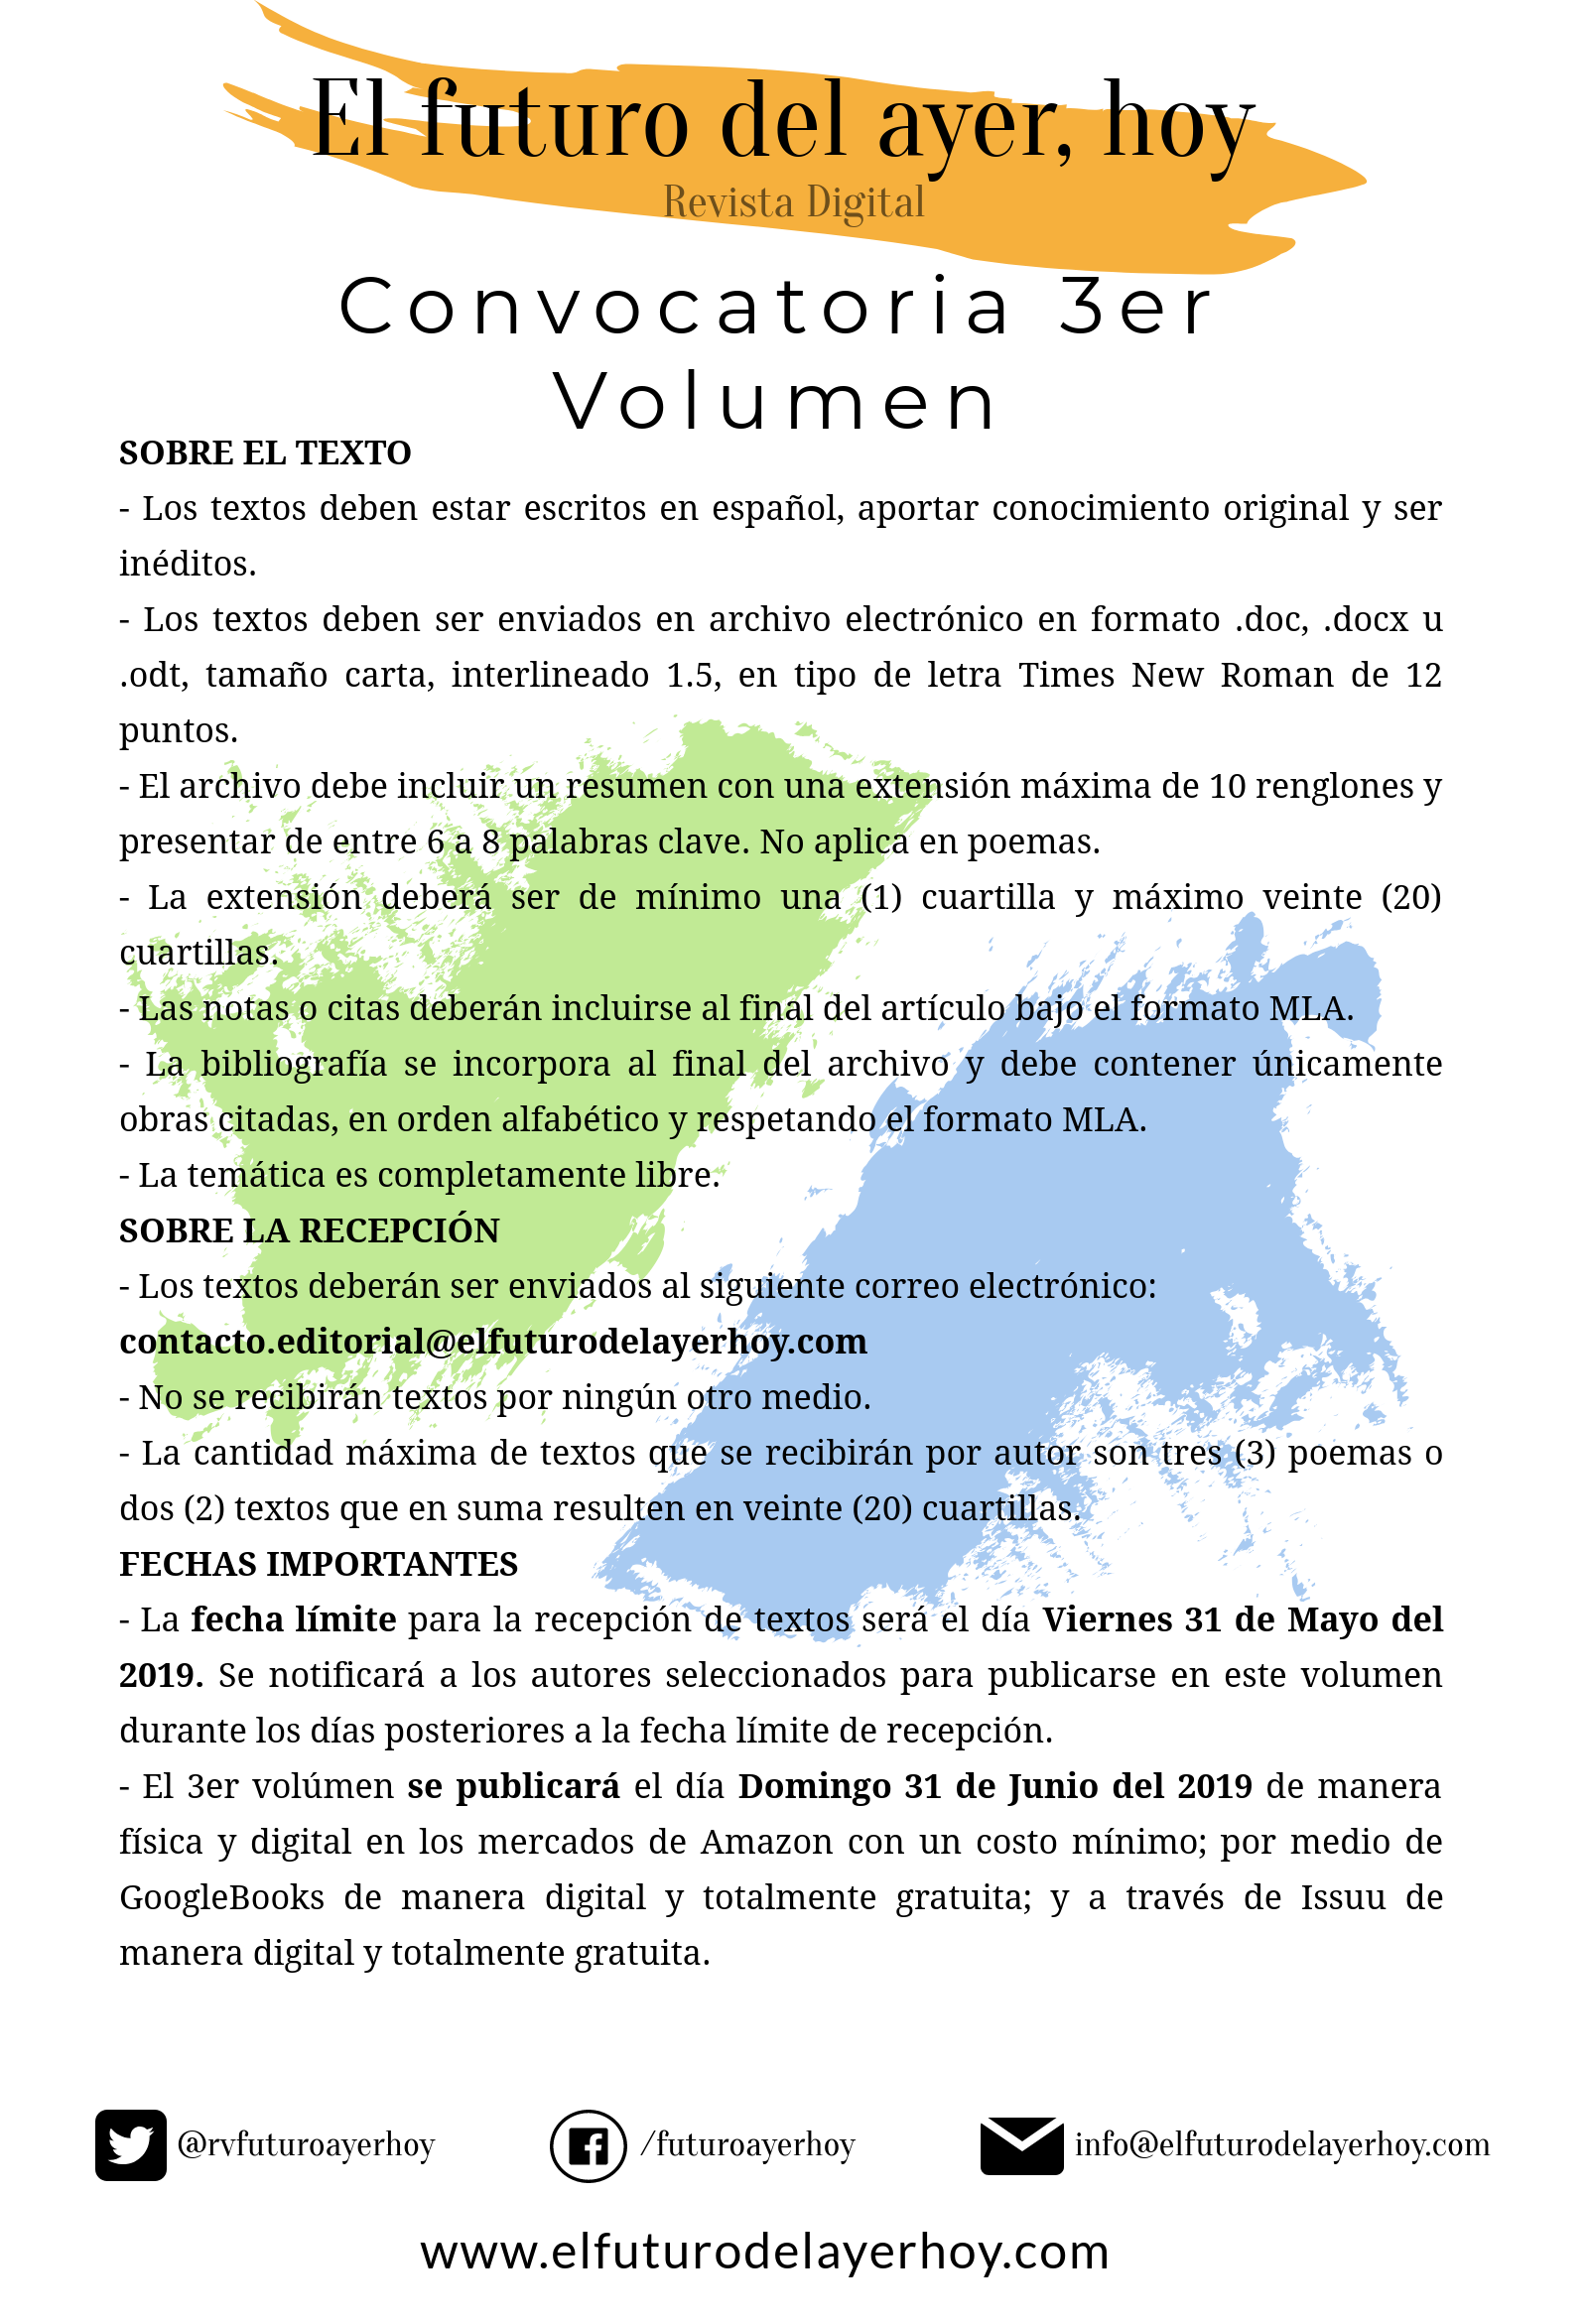 El futuro del ayer, hoy
Revista Digital
Convocatoria 3er
Volumen
SOBRE EL TEXTO
- Los textos deben estar escritos en español, aportar conocimiento original y ser
inéditos.
- Los textos deben ser enviados en archivo electrónico en formato .doc, .docx u
.odt, tamaño carta, interlineado 1.5, en tipo de letra Times New Roman de 12
puntos.
- El archivo debe incluir un resumen con una extensión máxima de 10 renglones y
presentar de entre 6 a 8 palabras clave. No aplica en poemas.
- La extensión deberá ser de mínimo una (1) cuartilla y máximo veinte (20)
cuartillas.
- Las notas o citas deberán incluirse al final del artículo bajo el formato MLA.
- La bibliografía se incorpora al final del archivo y debe contener únicamente
obras citadas, en orden alfabético y respetando el formato MLA.
- La temática es completamente libre.
SOBRE LA RECEPCIÓN
- Los textos deberán ser enviados al siguiente correo electrónico:
contacto.editorial@elfuturodelayerhoy.com
- No se recibirán textos por ningún otro medio.
- La cantidad máxima de textos que se recibirán por autor son tres (3) poemas o
dos (2) textos que en suma resulten en veinte (20) cuartillas.
FECHAS IMPORTANTES
- La fecha límite para la recepción de textos será el día Viernes 31 de Mayo del
2019. Se notificará a los autores seleccionados para publicarse en este volumen
durante los días posteriores a la fecha límite de recepción.
- El 3er volúmen se publicará el día Domingo 31 de Junio del 2019 de manera
física y digital en los mercados de Amazon con un costo mínimo; por medio de
GoogleBooks de manera digital y totalmente gratuita; y a través de Issuu de
manera digital y totalmente gratuita.
@rvfuturoayerhoy
/futuroayerhoy
info@elfuturodelayerhoy.com
www.elfuturodelayerhoy.com